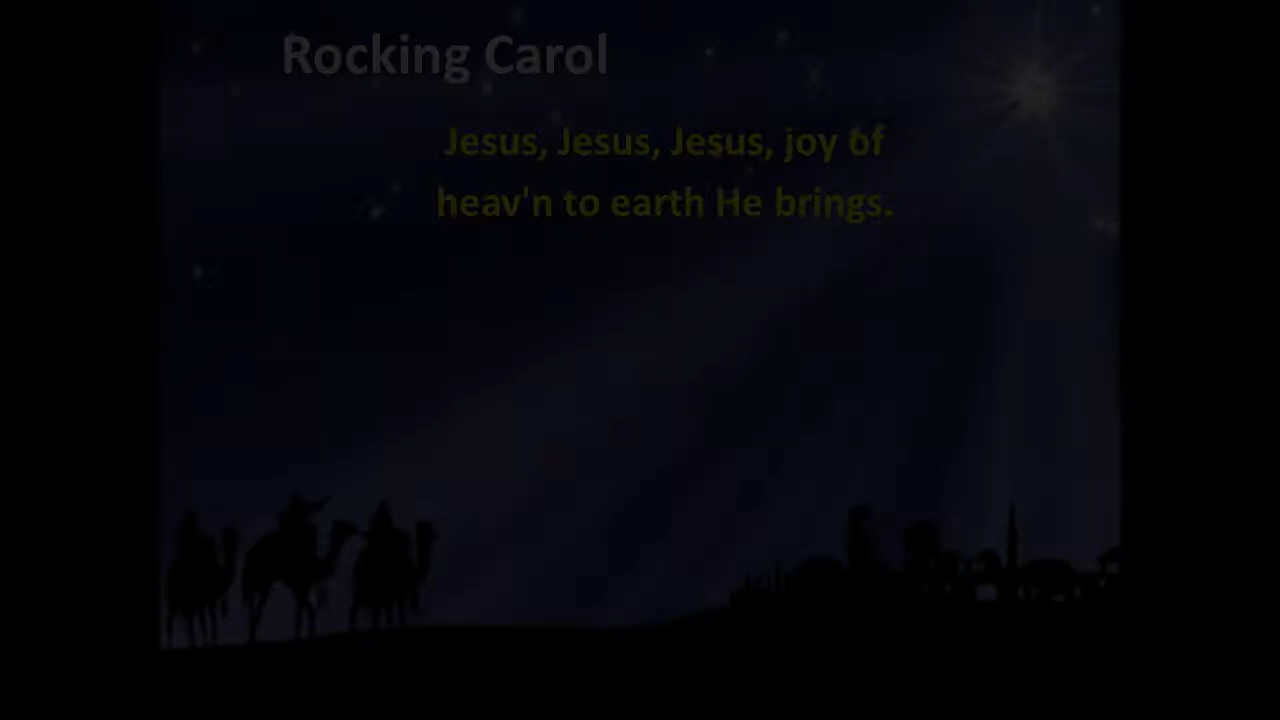 Rocking Carol
Jesus, Jesus, Jesus, joy of
heav'n to earth He brings.